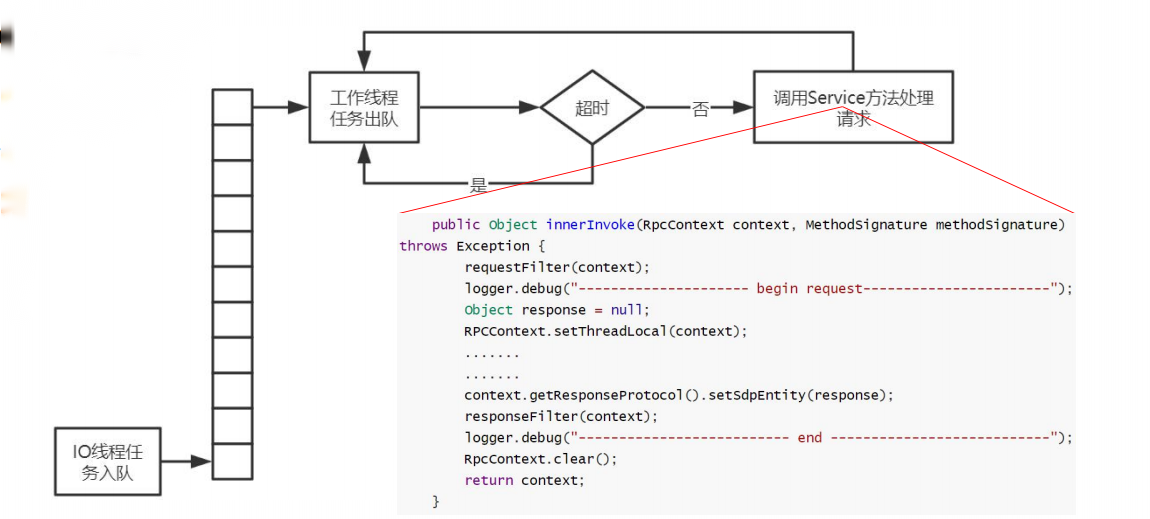 工作线程
任务出队
超时
否
调用Service方法处理
请求
是
public Object innerInvoke(RpcContext context, MethodSignature methodSignature)
throws Exception {
requestFilter(context);
logger.debug("--------------------- begin request-----------------------");
Object response = null;
RPCContext.setThreadLocal(context);
.......
.......
context.getResponseProtocol().setSdpEntity(response);
responseFilter(context);
logger.debug("-------------------------- end ---------------------------");
RpcContext.clear();
return context;
}
IO线程任
务入队